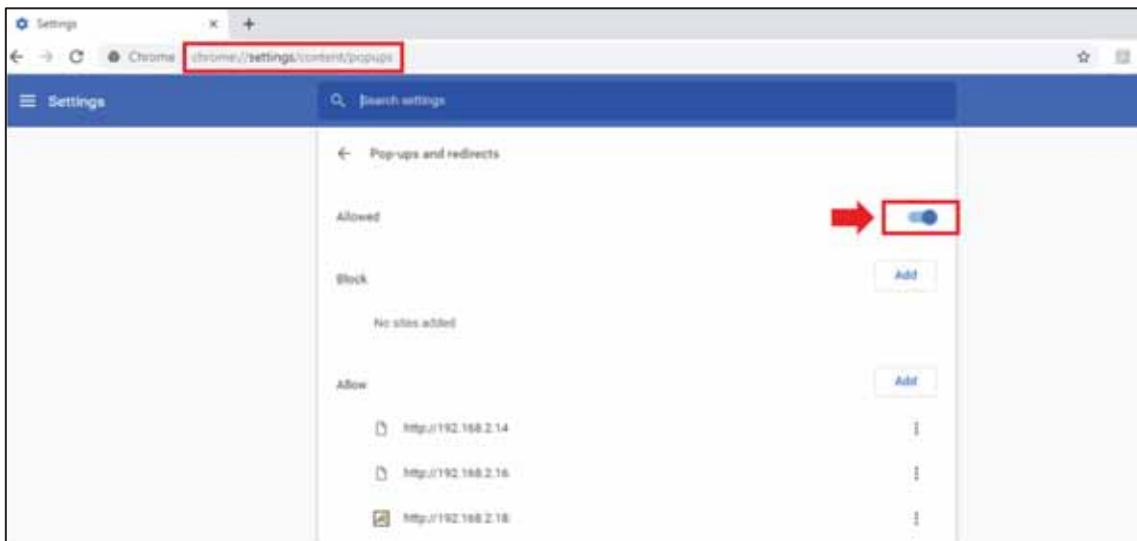 Settings
Chrome chrome://settings/content/popups
Settings
Search settings
Pop-ups and redirects
Allowed
Block
Add
No sites added
Allow
Add
http://192.168.2.14
http://192.168.2.16
http://192.168.2.18